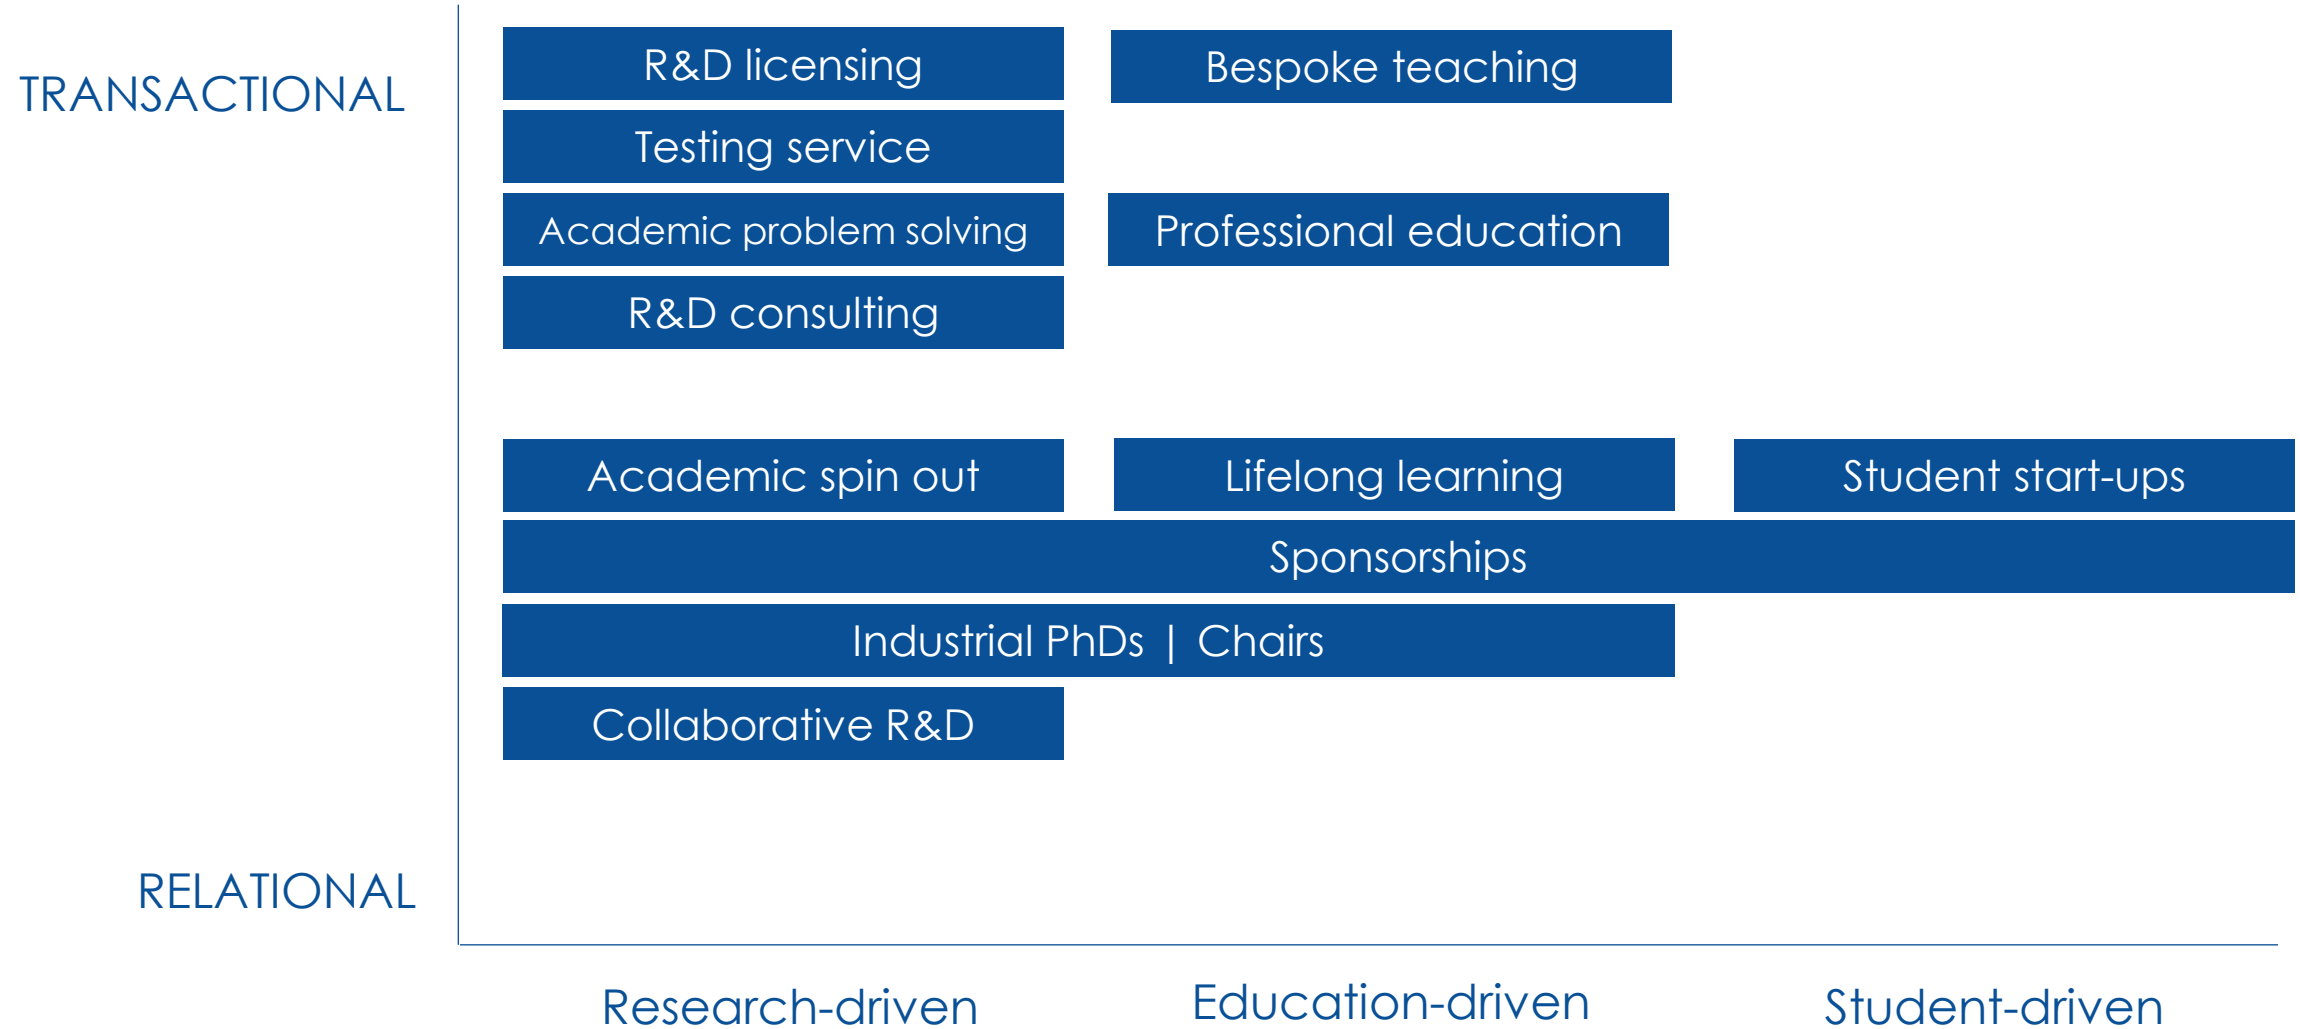 TRANSACTIONAL
R&D licensing
Bespoke teaching
Testing service
Academic problem solving
Professional education
R&D consulting
Academic spin out
Lifelong learning
Student start-ups
Sponsorships
Industrial PhDs | Chairs
Collaborative R&D
RELATIONAL
Research-driven
Education-driven
Student-driven